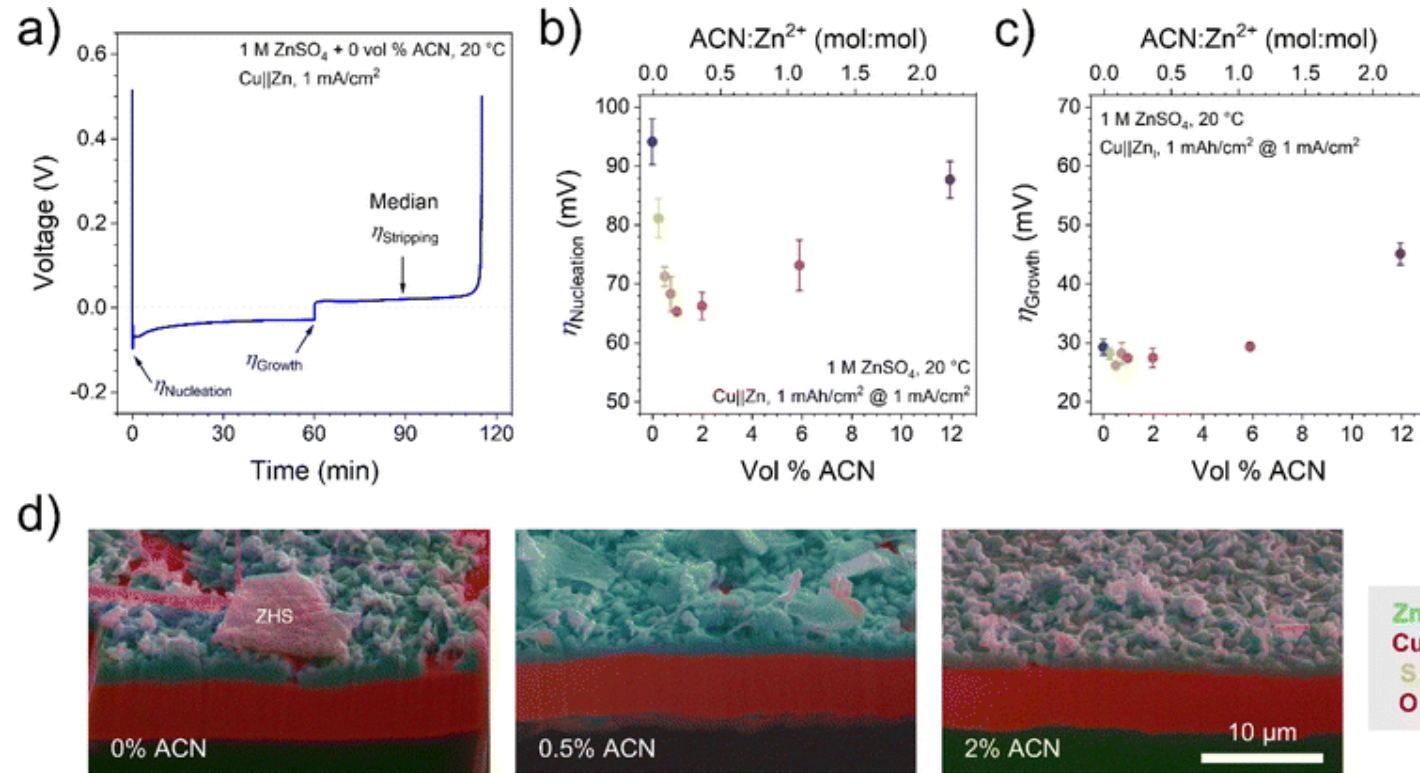 a)
1 M ZnSO₄ + 0 vol % ACN, 20 °C
Cu||Zn, 1 mA/cm²
0.6
0.4
0.2
0.0
-0.2
Voltage (V)
Median
ηStripping
ηGrowth
ηNucleation
0 30 60 90 120
Time (min)
b)
ACN:Zn²⁺ (mol:mol)
0.0 0.5 1.0 1.5 2.0
100
90
80
70
60
50
ηNucleation (mV)
1 M ZnSO₄, 20 °C
Cu||Zn, 1 mAh/cm² @ 1 mA/cm²
0 2 4 6 8 10 12
Vol % ACN
c)
ACN:Zn²⁺ (mol:mol)
0.0 0.5 1.0 1.5 2.0
1 M ZnSO₄, 20 °C
Cu||Zn, 1 mAh/cm² @ 1 mA/cm²
70
60
50
40
30
20
ηGrowth (mV)
0 2 4 6 8 10 12
Vol % ACN
d)
ZHS
0% ACN
0.5% ACN
2% ACN
10 μm
Zn
Cu
S
O